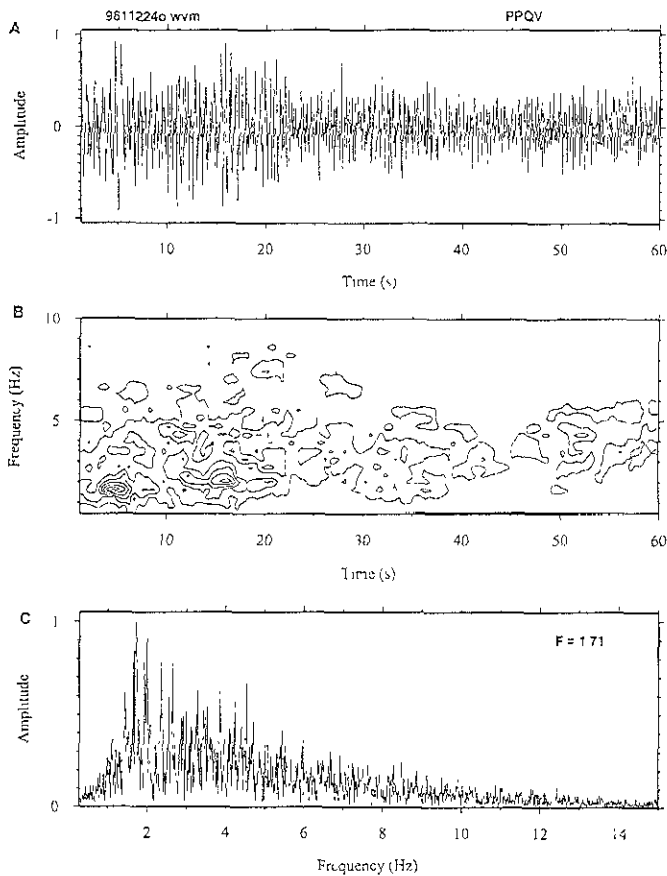 9811224o wvm PPQV
A
1
0
-1
Amplitude
10 20 30 40 50 60
Time (s)
B
10
5
Frequency (Hz)
10 20 30 40 50 60
Time (s)
C
1
0
Amplitude
F = 1 71
2 4 6 8 10 12 14
Frequency (Hz)